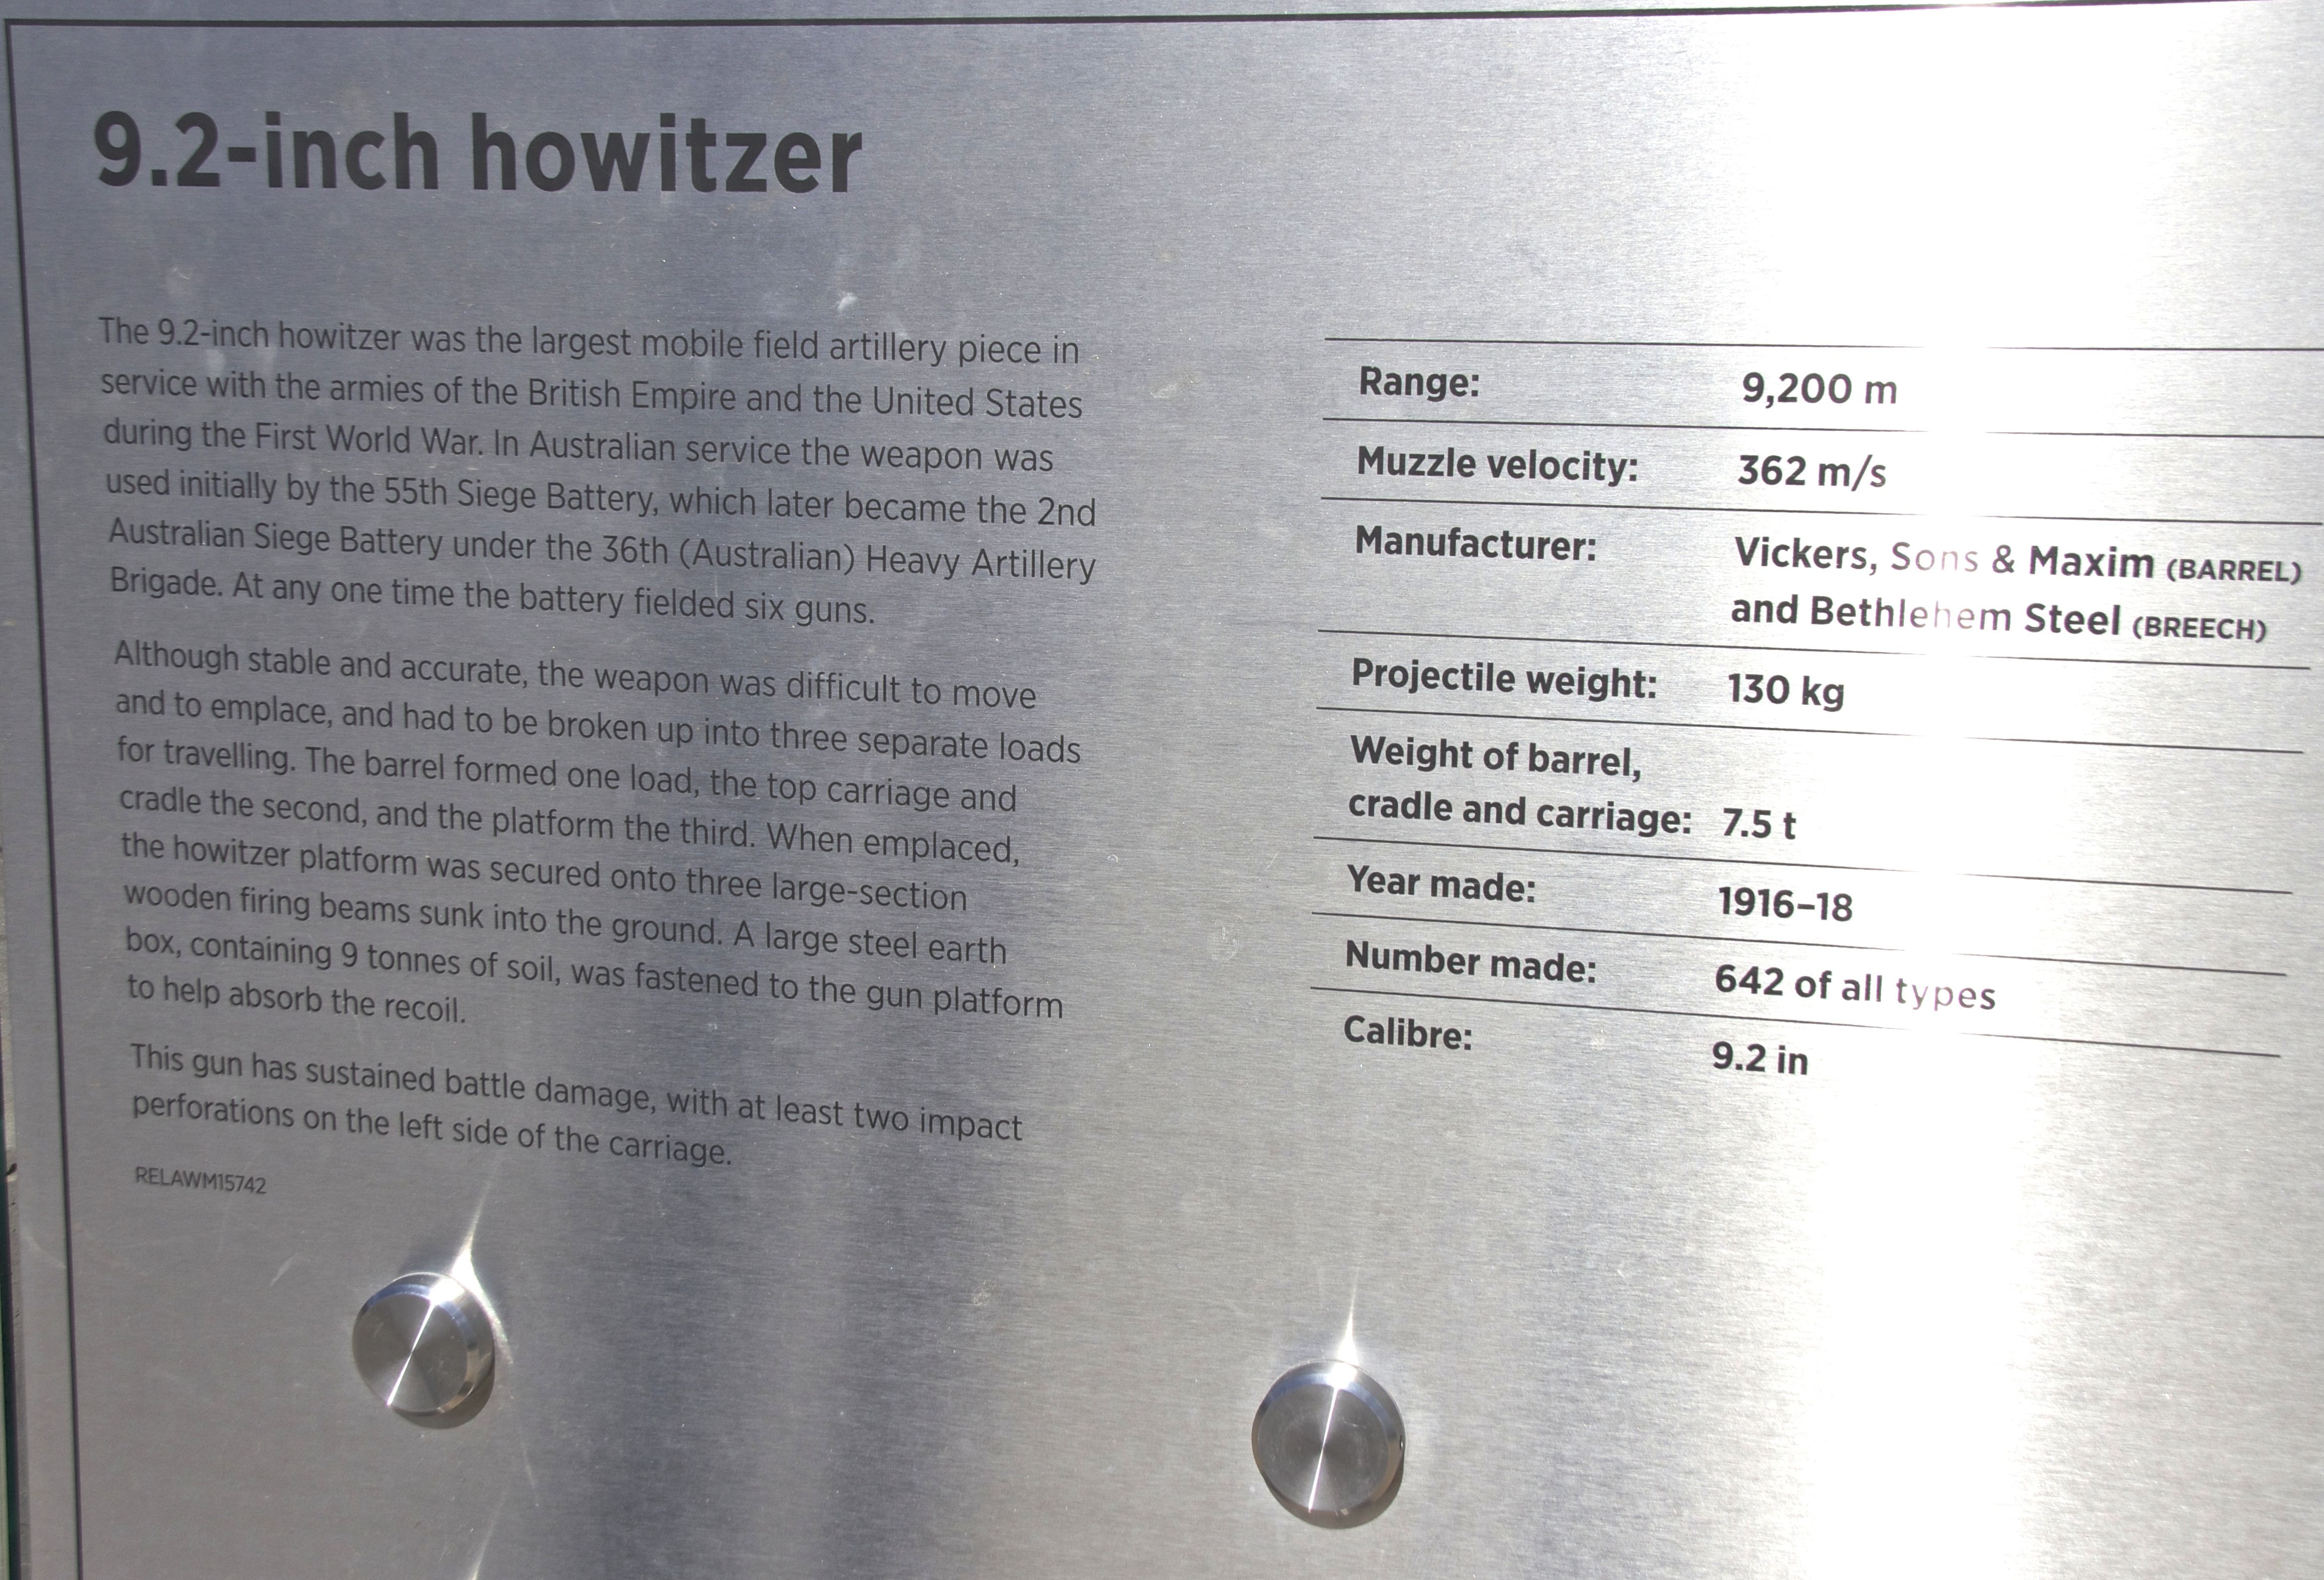 9.2-inch howitzer
The 9.2-inch howitzer was the largest mobile field artillery piece in
service with the armies of the British Empire and the United States
during the First World War. In Australian service the weapon was
used initially by the 55th Siege Battery, which later became the 2nd
Australian Siege Battery under the 36th (Australian) Heavy Artillery
Brigade. At any one time the battery fielded six guns.
Although stable and accurate, the weapon was difficult to move
and to emplace, and had to be broken up into three separate loads
for travelling. The barrel formed one load, the top carriage and
cradle the second, and the platform the third. When emplaced,
the howitzer platform was secured onto three large-section
wooden firing beams sunk into the ground. A large steel earth
box, containing 9 tonnes of soil, was fastened to the gun platform
to help absorb the recoil.
This gun has sustained battle damage, with at least two impact
perforations on the left side of the carriage.
RELAWM15742
Range: 9,200 m
Muzzle velocity: 362 m/s
Manufacturer: Vickers, Sons & Maxim (BARREL)
and Bethlehem Steel (BREECH)
Projectile weight: 130 kg
Weight of barrel,
cradle and carriage: 7.5 t
Year made: 1916–18
Number made: 642 of all types
Calibre: 9.2 in